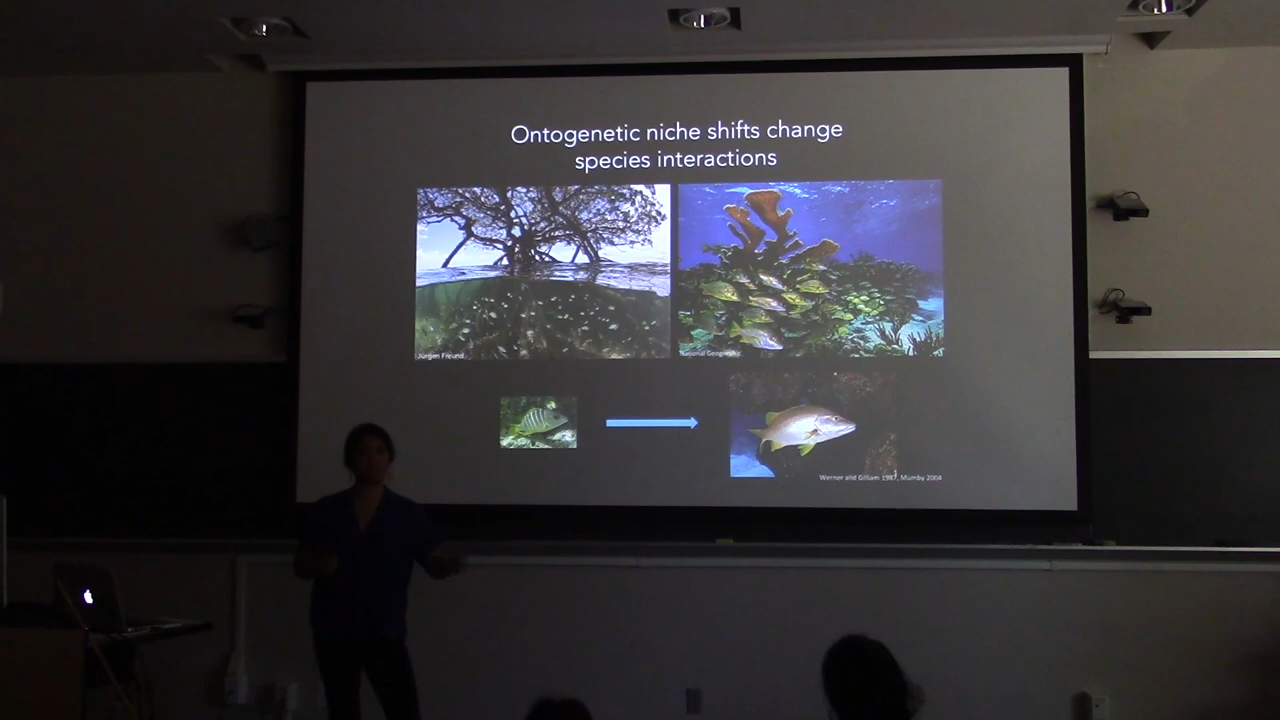 Ontogenetic niche shifts change
species interactions
Jürgen Freund
National Geographic
Werner and Gilliam 1987, Mumby 2004